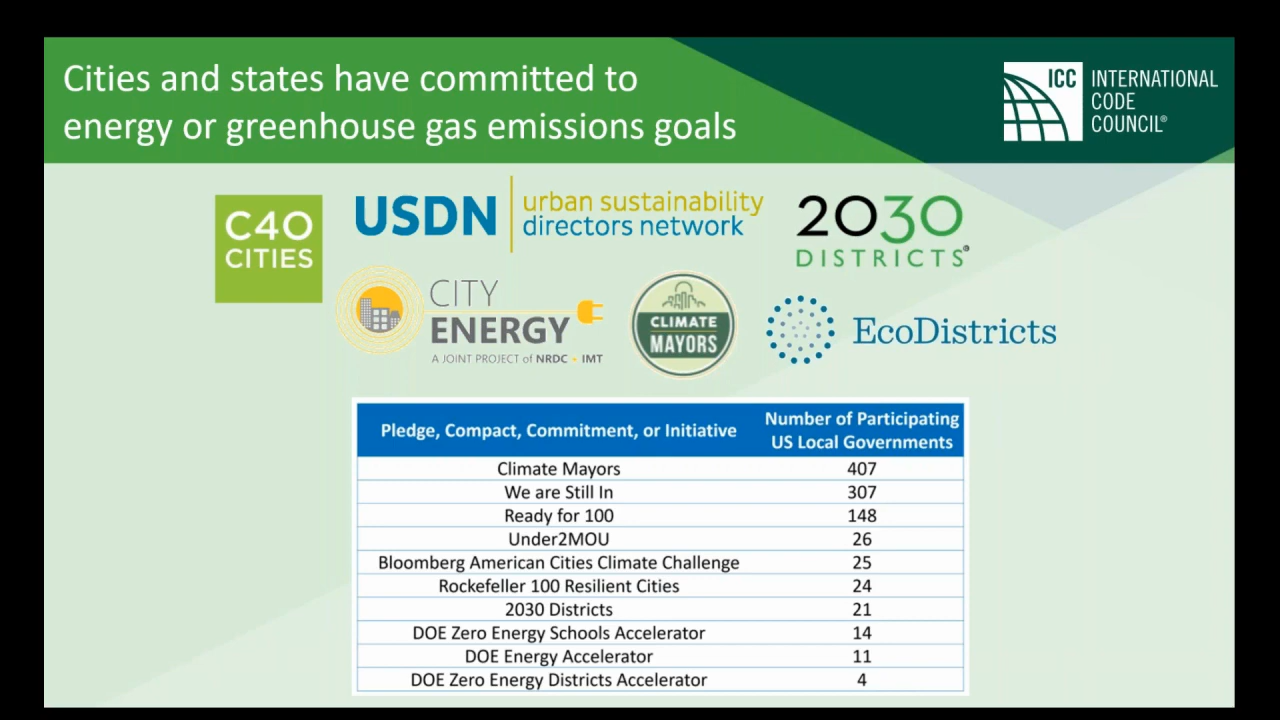 Cities and states have committed to
energy or greenhouse gas emissions goals
ICC INTERNATIONAL
CODE
COUNCIL®
C40
CITIES
USDN urban sustainability
directors network
2030
DISTRICTS®
CITY
ENERGY
A JOINT PROJECT of NRDC • IMT
CLIMATE
MAYORS
EcoDistricts
Pledge, Compact, Commitment, or Initiative Number of Participating
US Local Governments
Climate Mayors 407
We are Still In 307
Ready for 100 148
Under2MOU 26
Bloomberg American Cities Climate Challenge 25
Rockefeller 100 Resilient Cities 24
2030 Districts 21
DOE Zero Energy Schools Accelerator 14
DOE Energy Accelerator 11
DOE Zero Energy Districts Accelerator 4